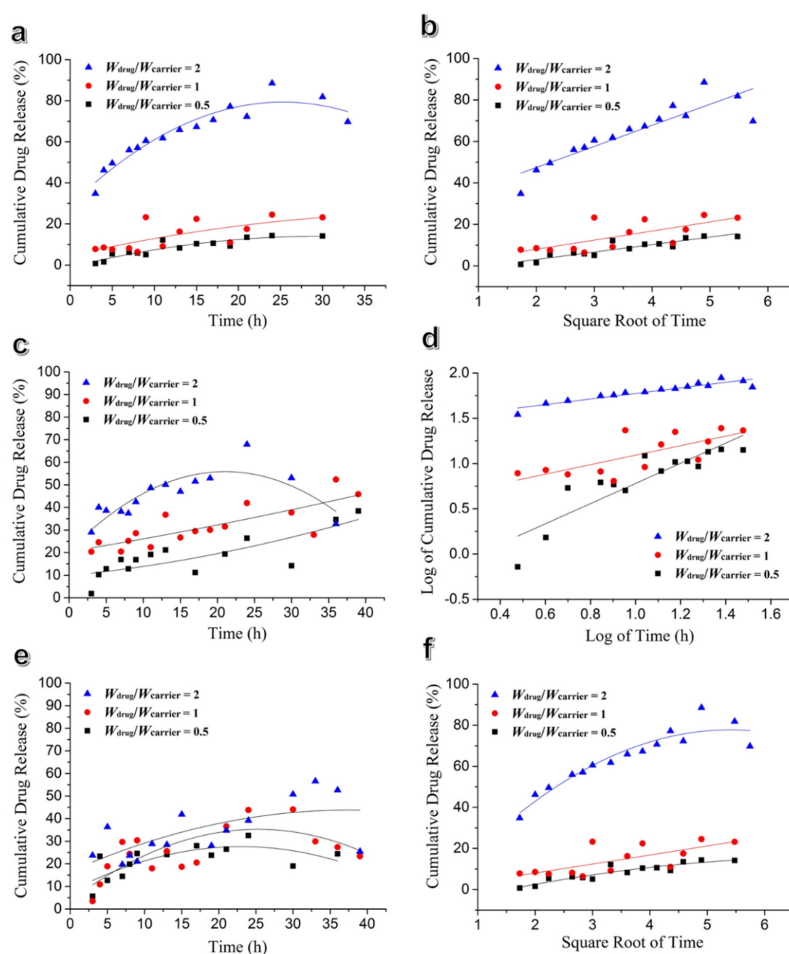 a
Cumulative Drug Release (%)
100
80
60
40
20
0
Wdrug/Wcarrier = 2
Wdrug/Wcarrier = 1
Wdrug/Wcarrier = 0.5
0 5 10 15 20 25 30 35
Time (h)
b
Cumulative Drug Release (%)
100
80
60
40
20
0
Wdrug/Wcarrier = 2
Wdrug/Wcarrier = 1
Wdrug/Wcarrier = 0.5
1 2 3 4 5 6
Square Root of Time
c
Cumulative Drug Release (%)
100
90
80
70
60
50
40
30
20
10
0
Wdrug/Wcarrier = 2
Wdrug/Wcarrier = 1
Wdrug/Wcarrier = 0.5
0 5 10 15 20 25 30 35 40
Time (h)
d
Log of Cumulative Drug Release
2.0
1.5
1.0
0.5
0.0
-0.5
Wdrug/Wcarrier = 2
Wdrug/Wcarrier = 1
Wdrug/Wcarrier = 0.5
0.4 0.6 0.8 1.0 1.2 1.4 1.6
Log of Time (h)
e
Cumulative Drug Release (%)
100
90
80
70
60
50
40
30
20
10
0
Wdrug/Wcarrier = 2
Wdrug/Wcarrier = 1
Wdrug/Wcarrier = 0.5
0 5 10 15 20 25 30 35 40
Time (h)
f
Cumulative Drug Release (%)
100
80
60
40
20
0
Wdrug/Wcarrier = 2
Wdrug/Wcarrier = 1
Wdrug/Wcarrier = 0.5
1 2 3 4 5 6
Square Root of Time